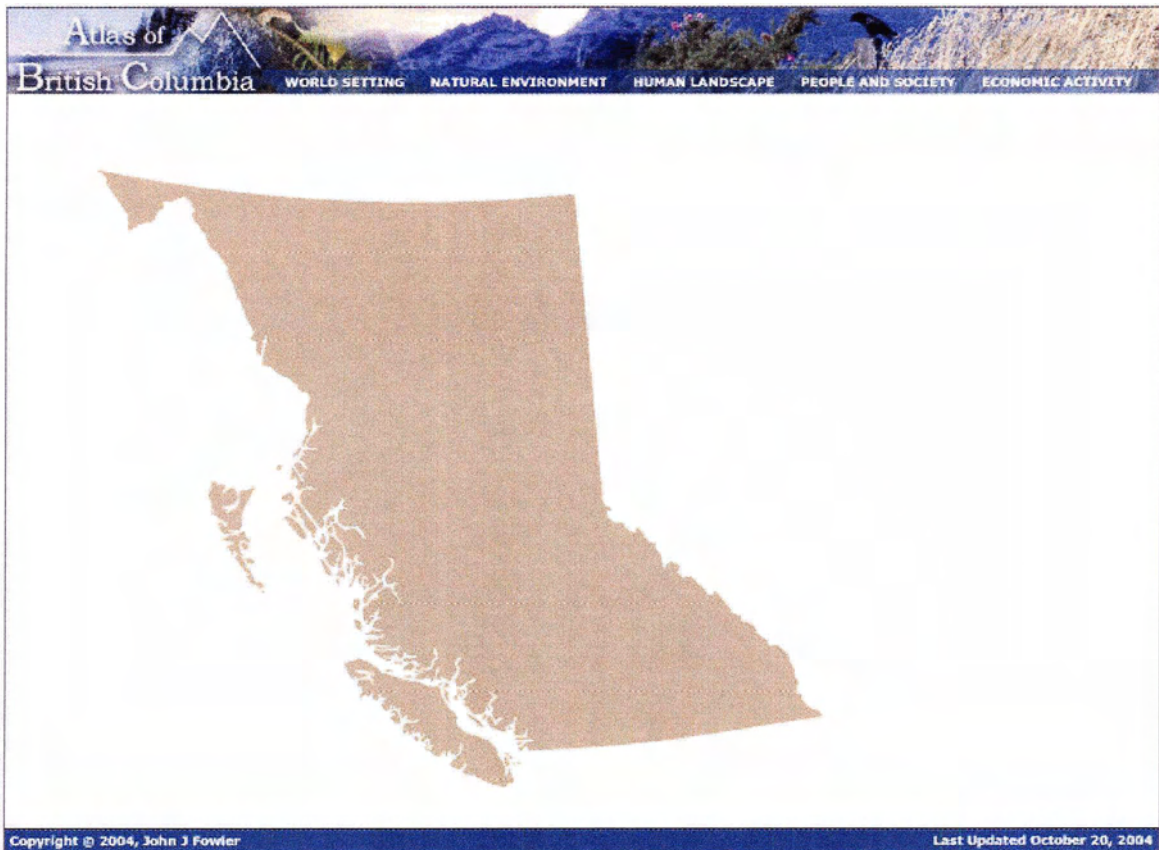 Atlas of
British Columbia
WORLD SETTING NATURAL ENVIRONMENT HUMAN LANDSCAPE PEOPLE AND SOCIETY ECONOMIC ACTIVITY
Copyright © 2004, John J Fowler Last Updated October 20, 2004